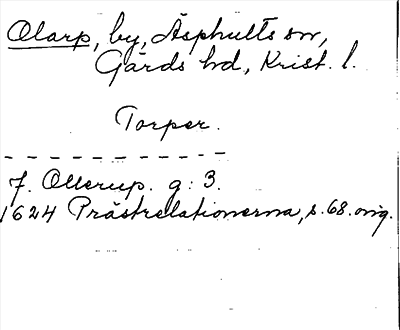 Olarp, by, Äsphults sn,
Gärds hd, Krist. l.
Torper.
f. Ollerup. g: 3.
1624 Prästrelationerna, s. 68. orig.